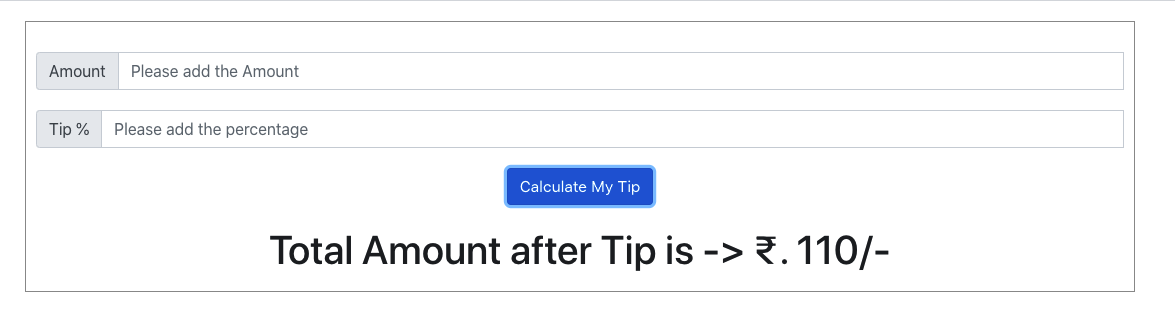 Amount Please add the Amount
Tip % Please add the percentage
Calculate My Tip
Total Amount after Tip is -> ₹. 110/-